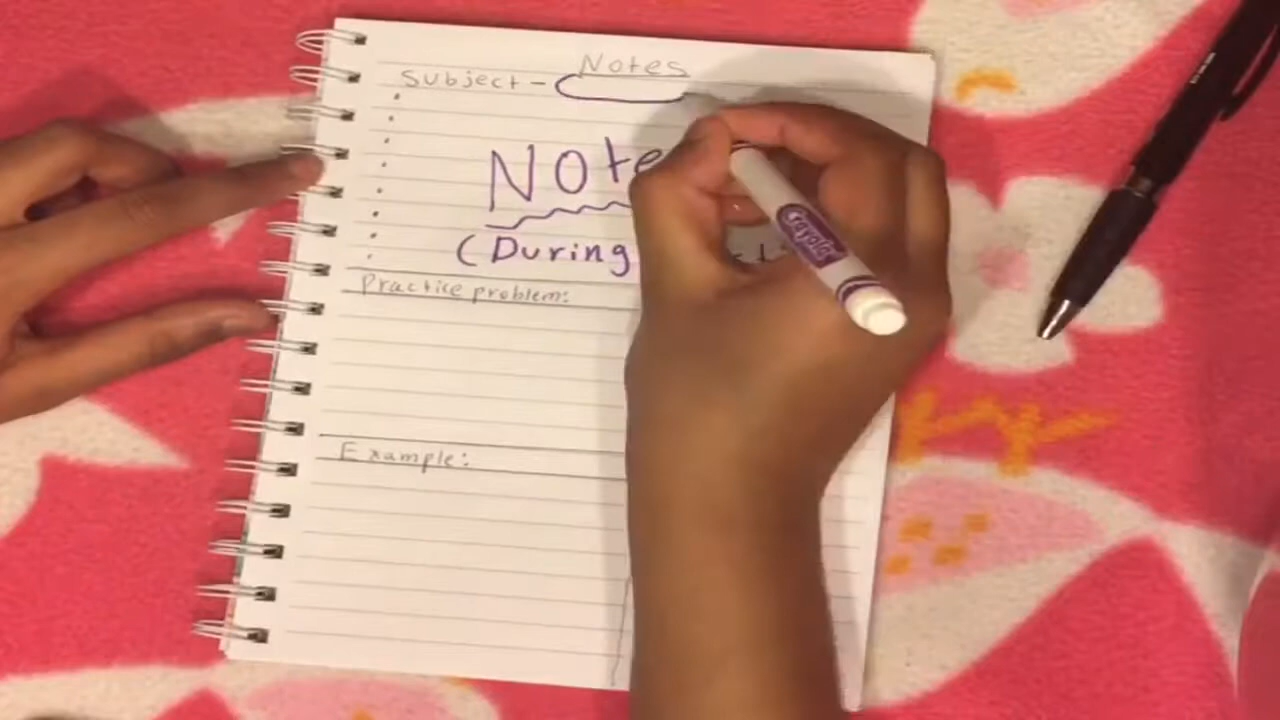 Notes
Subject-
Note
(During
Practice problem:
Example:
Crayola